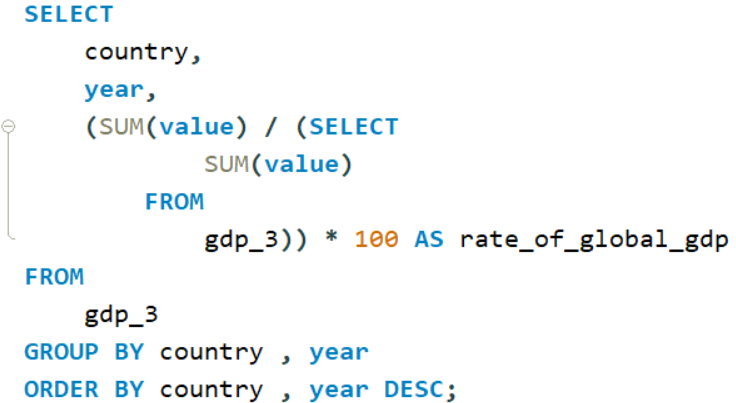 SELECT
country,
year,
(SUM(value) / (SELECT
SUM(value)
FROM
gdp_3)) * 100 AS rate_of_global_gdp
FROM
gdp_3
GROUP BY country , year
ORDER BY country , year DESC;